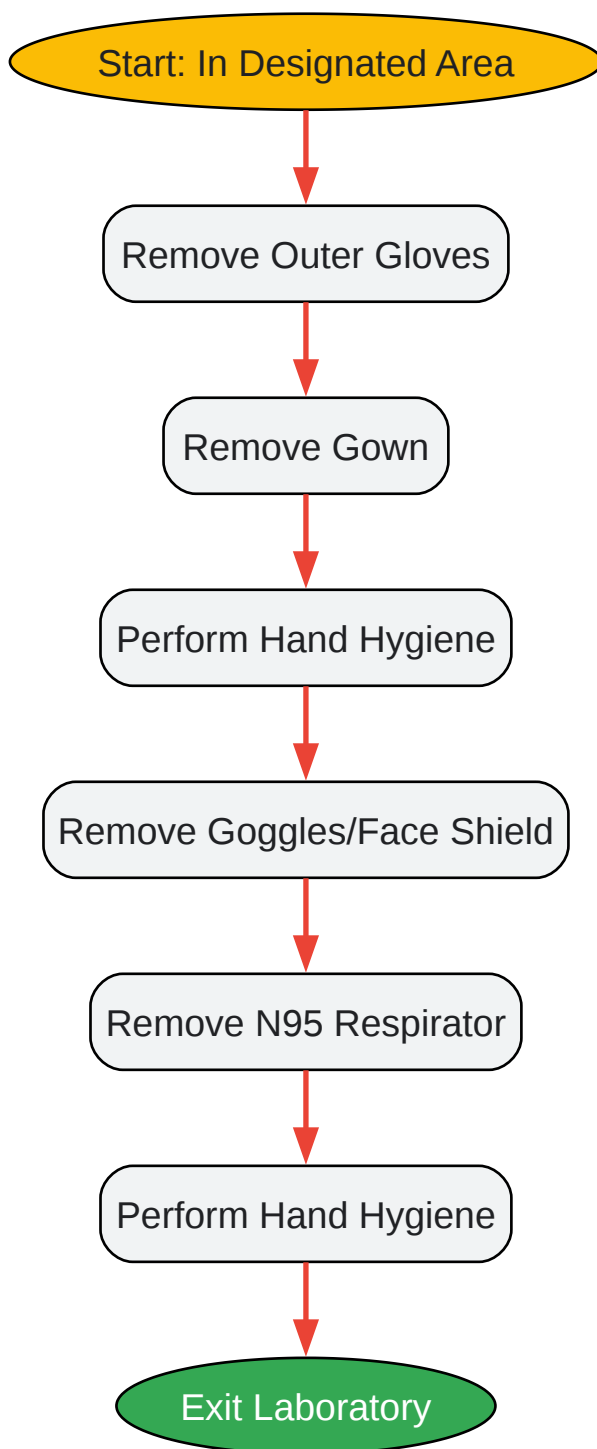 Start: In Designated Area
Remove Outer Gloves
Remove Gown
Perform Hand Hygiene
Remove Goggles/Face Shield
Remove N95 Respirator
Perform Hand Hygiene
Exit Laboratory